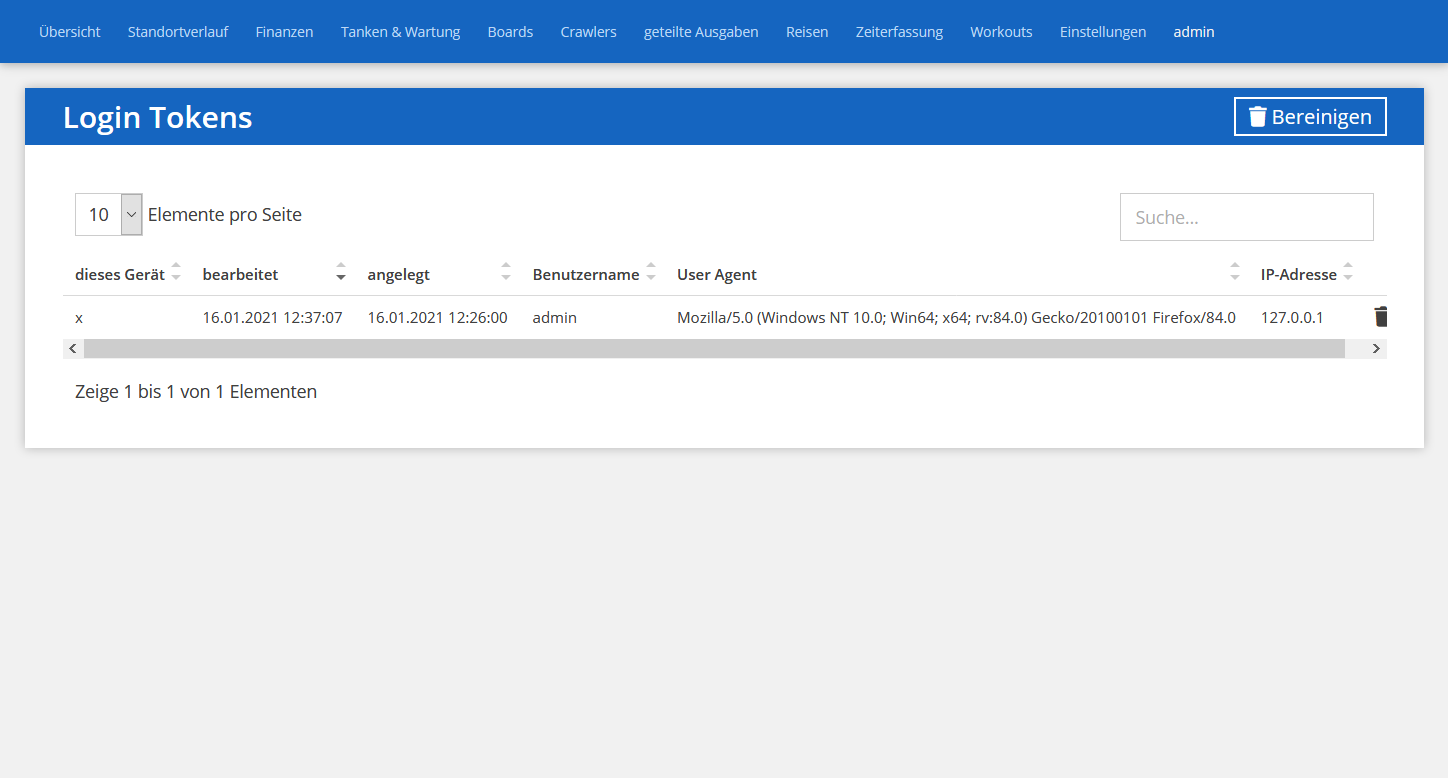 Übersicht Standortverlauf Finanzen Tanken & Wartung Boards Crawlers geteilte Ausgaben Reisen Zeiterfassung Workouts Einstellungen admin
Login Tokens Bereinigen
10 Elemente pro Seite Suche...
dieses Gerät bearbeitet angelegt Benutzername User Agent IP-Adresse
x 16.01.2021 12:37:07 16.01.2021 12:26:00 admin Mozilla/5.0 (Windows NT 10.0; Win64; x64; rv:84.0) Gecko/20100101 Firefox/84.0 127.0.0.1
Zeige 1 bis 1 von 1 Elementen